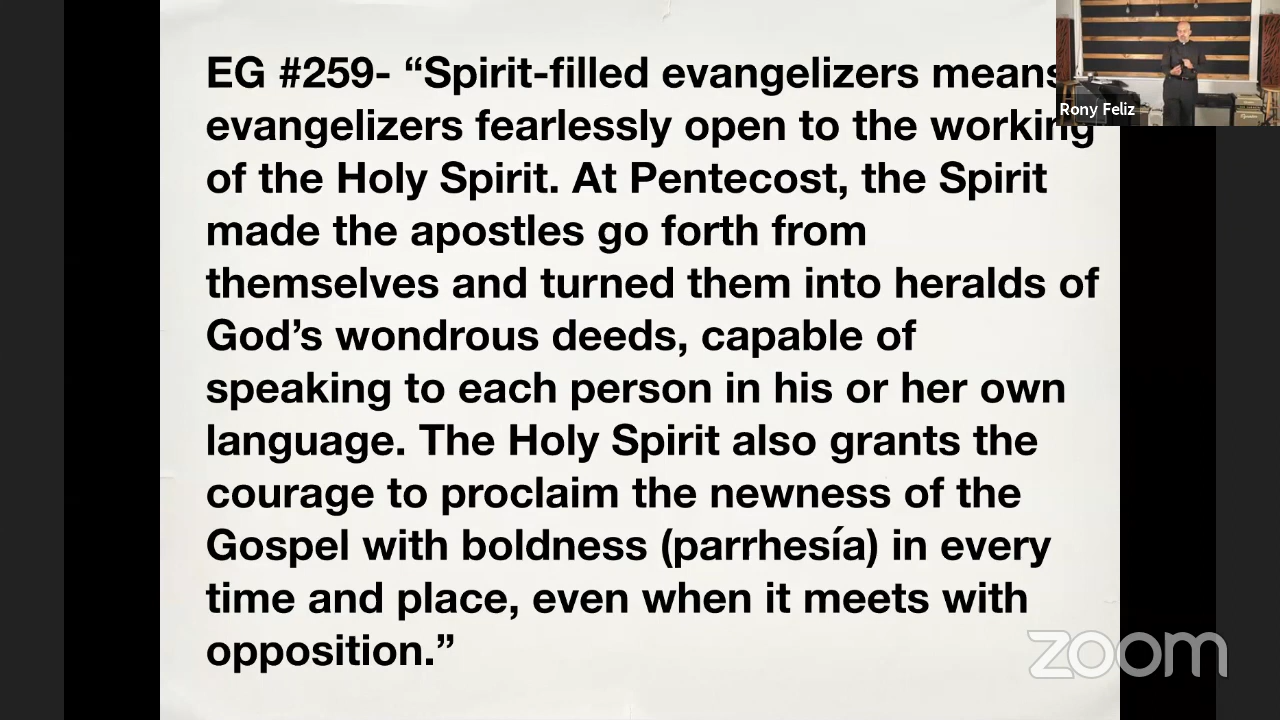 EG #259- “Spirit-filled evangelizers means
evangelizers fearlessly open to the working
of the Holy Spirit. At Pentecost, the Spirit
made the apostles go forth from
themselves and turned them into heralds of
God’s wondrous deeds, capable of
speaking to each person in his or her own
language. The Holy Spirit also grants the
courage to proclaim the newness of the
Gospel with boldness (parrhesía) in every
time and place, even when it meets with
opposition.”
Rony Feliz
zoom